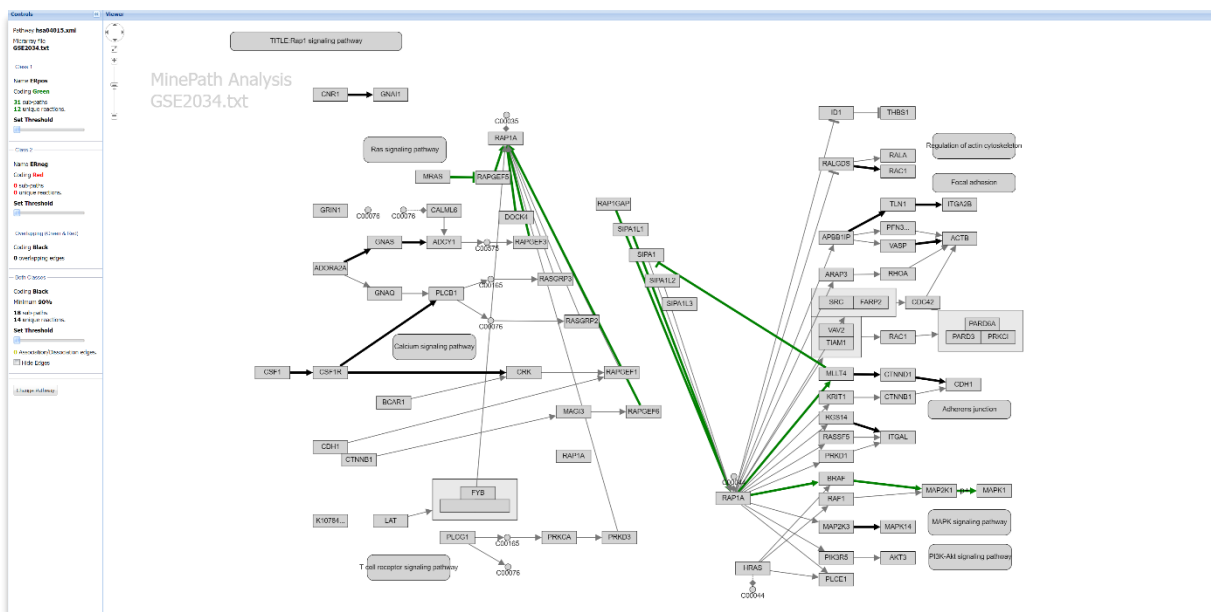 Controls
Viewer
Pathway hsa04015.xml
Microarray file
GSE2034.txt
Class 1
Name ERpos
Coding Green
31 sub-paths
12 unique reactions.
Set Threshold
Class 2
Name ERneg
Coding Red
0 sub-paths
0 unique reactions.
Set Threshold
Overlapping (Green & Red)
Coding Black
0 overlapping edges
Both Classes
Coding Black
Minimum 90%
18 sub-paths
14 unique reactions.
Set Threshold
0 Association/Dissociation edges.
Hide Edges
Change Pathway
TITLE:Rap1 signaling pathway
MinePath Analysis
GSE2034.txt
CNR1
GNAI1
C00035
RAP1A
Ras signaling pathway
MRAS
RAPGEF5
GRIN1
C00076
C00076
CALML6
DOCK4
GNAS
ADCY1
C00575
RAPGEF3
ADORA2A
GNAQ
PLCB1
C00165
RASGRP3
C00076
RASGRP2
Calcium signaling pathway
CSF1
CSF1R
CRK
RAPGEF1
BCAR1
MAGI3
RAPGEF6
CDH1
CTNNB1
RAP1A
FYB
K10784...
LAT
PLCG1
C00165
PRKCA
PRKD3
C00076
T cell receptor signaling pathway
RAP1GAP
SIPA1L1
SIPA1
SIPA1L2
SIPA1L3
RAP1A
HRAS
C00044
ID1
THBS1
Regulation of actin cytoskeleton
RALGDS
RALA
RAC1
Focal adhesion
TLN1
ITGA2B
APBB1IP
PFN3...
VASP
ACTB
ARAP3
RHOA
SRC
FARP2
CDC42
VAV2
TIAM1
RAC1
PARD6A
PARD3
PRKCI
MLLT4
CTNND1
CDH1
KRIT1
CTNNB1
Adherens junction
RGS14
RASSF5
ITGAL
PRKD1
BRAF
MAP2K1
MAPK1
RAF1
MAP2K3
MAPK14
MAPK signaling pathway
PIK3R5
AKT3
PI3K-Akt signaling pathway
PLCE1